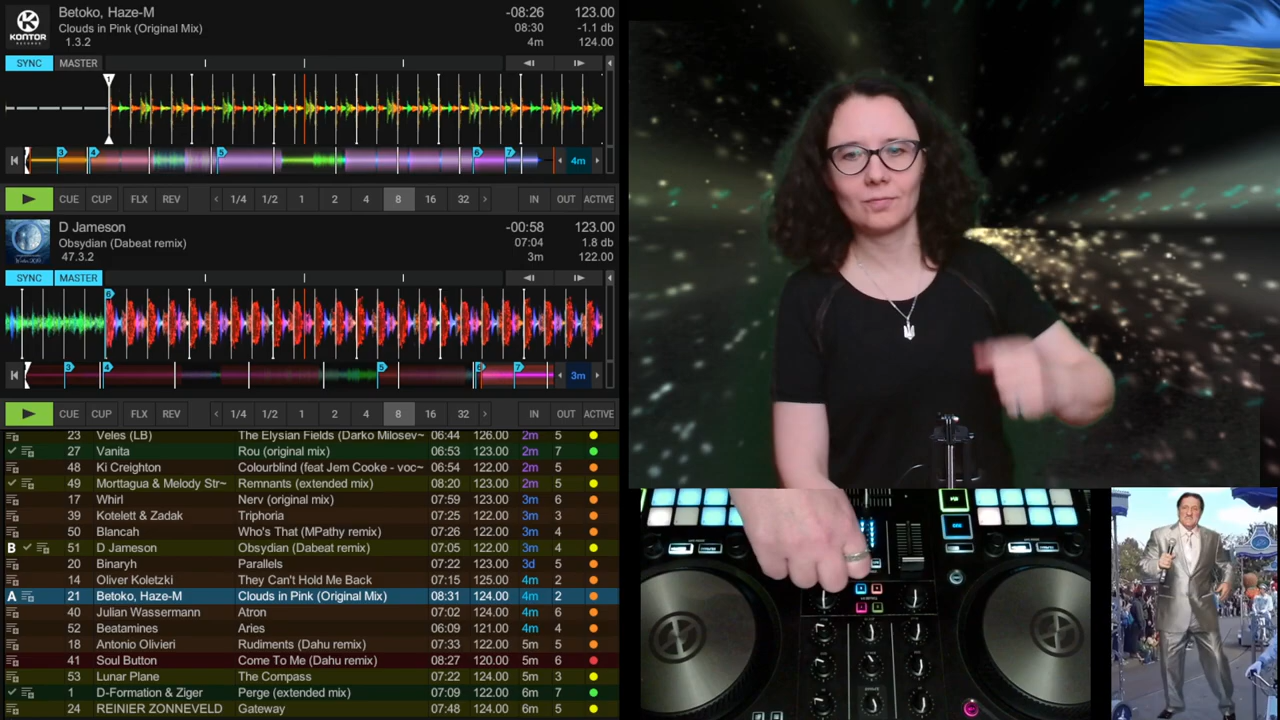 KONTOR
RECORDS
Betoko, Haze-M -08:26 123.00
Clouds in Pink (Original Mix) 08:30 -1.1 db
1.3.2 4m 124.00
SYNC MASTER
1
3 4 5 6 7 4m
CUE CUP FLX REV 1/4 1/2 1 2 4 8 16 32 IN OUT ACTIVE
D Jameson -00:58 123.00
Obsydian (Dabeat remix) 07:04 1.8 db
47.3.2 3m 122.00
SYNC MASTER
6
3 4 5 6 7 3m
CUE CUP FLX REV 1/4 1/2 1 2 4 8 16 32 IN OUT ACTIVE
23 Veles (LB) The Elysian Fields (Darko Milosev~ 06:44 126.00 2m 5
27 Vanita Rou (original mix) 06:53 123.00 2m 7
48 Ki Creighton Colourblind (feat Jem Cooke - voc~ 06:54 122.00 2m 5
49 Morttagua & Melody Str~ Remnants (extended mix) 08:20 123.00 2m 5
17 Whirl Nerv (original mix) 07:59 123.00 3m 6
39 Kotelett & Zadak Triphoria 07:25 122.00 3m 3
50 Blancah Who's That (MPathy remix) 07:26 122.00 3m 4
B 51 D Jameson Obsydian (Dabeat remix) 07:05 122.00 3m 4
20 Binaryh Parallels 07:22 123.00 3d 5
14 Oliver Koletzki They Can't Hold Me Back 07:15 125.00 4m 2
A 21 Betoko, Haze-M Clouds in Pink (Original Mix) 08:31 124.00 4m 2
40 Julian Wassermann Atron 07:02 124.00 4m 6
52 Beatamines Aries 06:09 121.00 4m 4
18 Antonio Olivieri Rudiments (Dahu remix) 07:33 122.00 5m 5
41 Soul Button Come To Me (Dahu remix) 08:27 120.00 5m 6
53 Lunar Plane The Compass 07:22 124.00 5m 3
1 D-Formation & Ziger Perge (extended mix) 07:09 122.00 6m 7
24 REINIER ZONNEVELD Gateway 07:48 124.00 6m 5